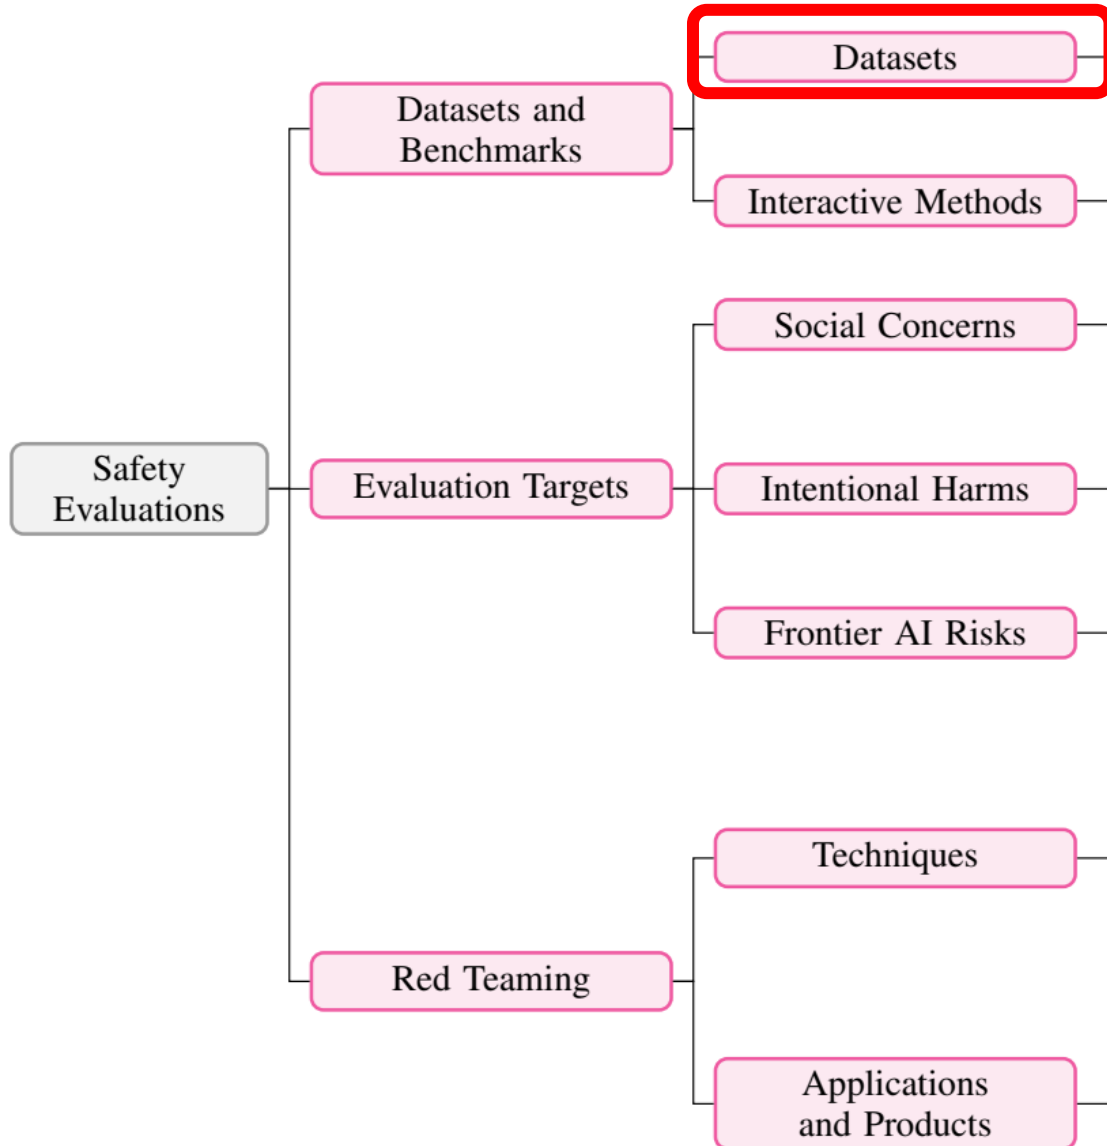 Datasets
Datasets and
Benchmarks
Interactive Methods
Social Concerns
Safety
Evaluations
Evaluation Targets
Intentional Harms
Frontier AI Risks
Techniques
Red Teaming
Applications
and Products